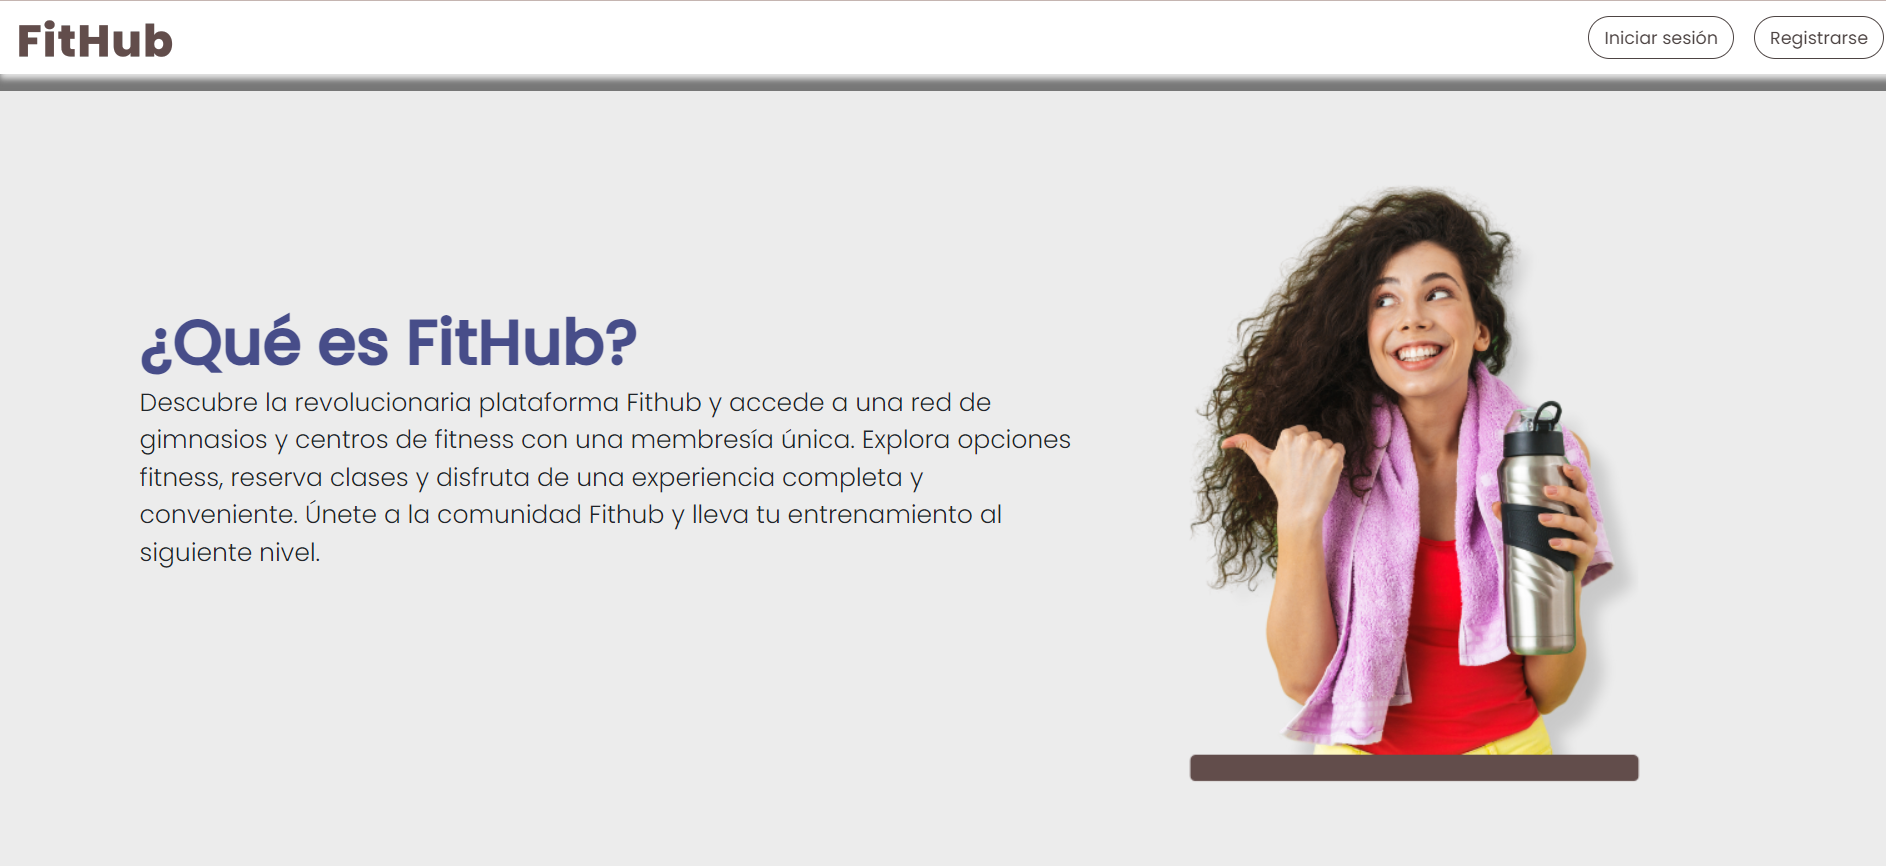 FitHub
Iniciar sesión
Registrarse
¿Qué es FitHub?
Descubre la revolucionaria plataforma Fithub y accede a una red de
gimnasios y centros de fitness con una membresía única. Explora opciones
fitness, reserva clases y disfruta de una experiencia completa y
conveniente. Únete a la comunidad Fithub y lleva tu entrenamiento al
siguiente nivel.